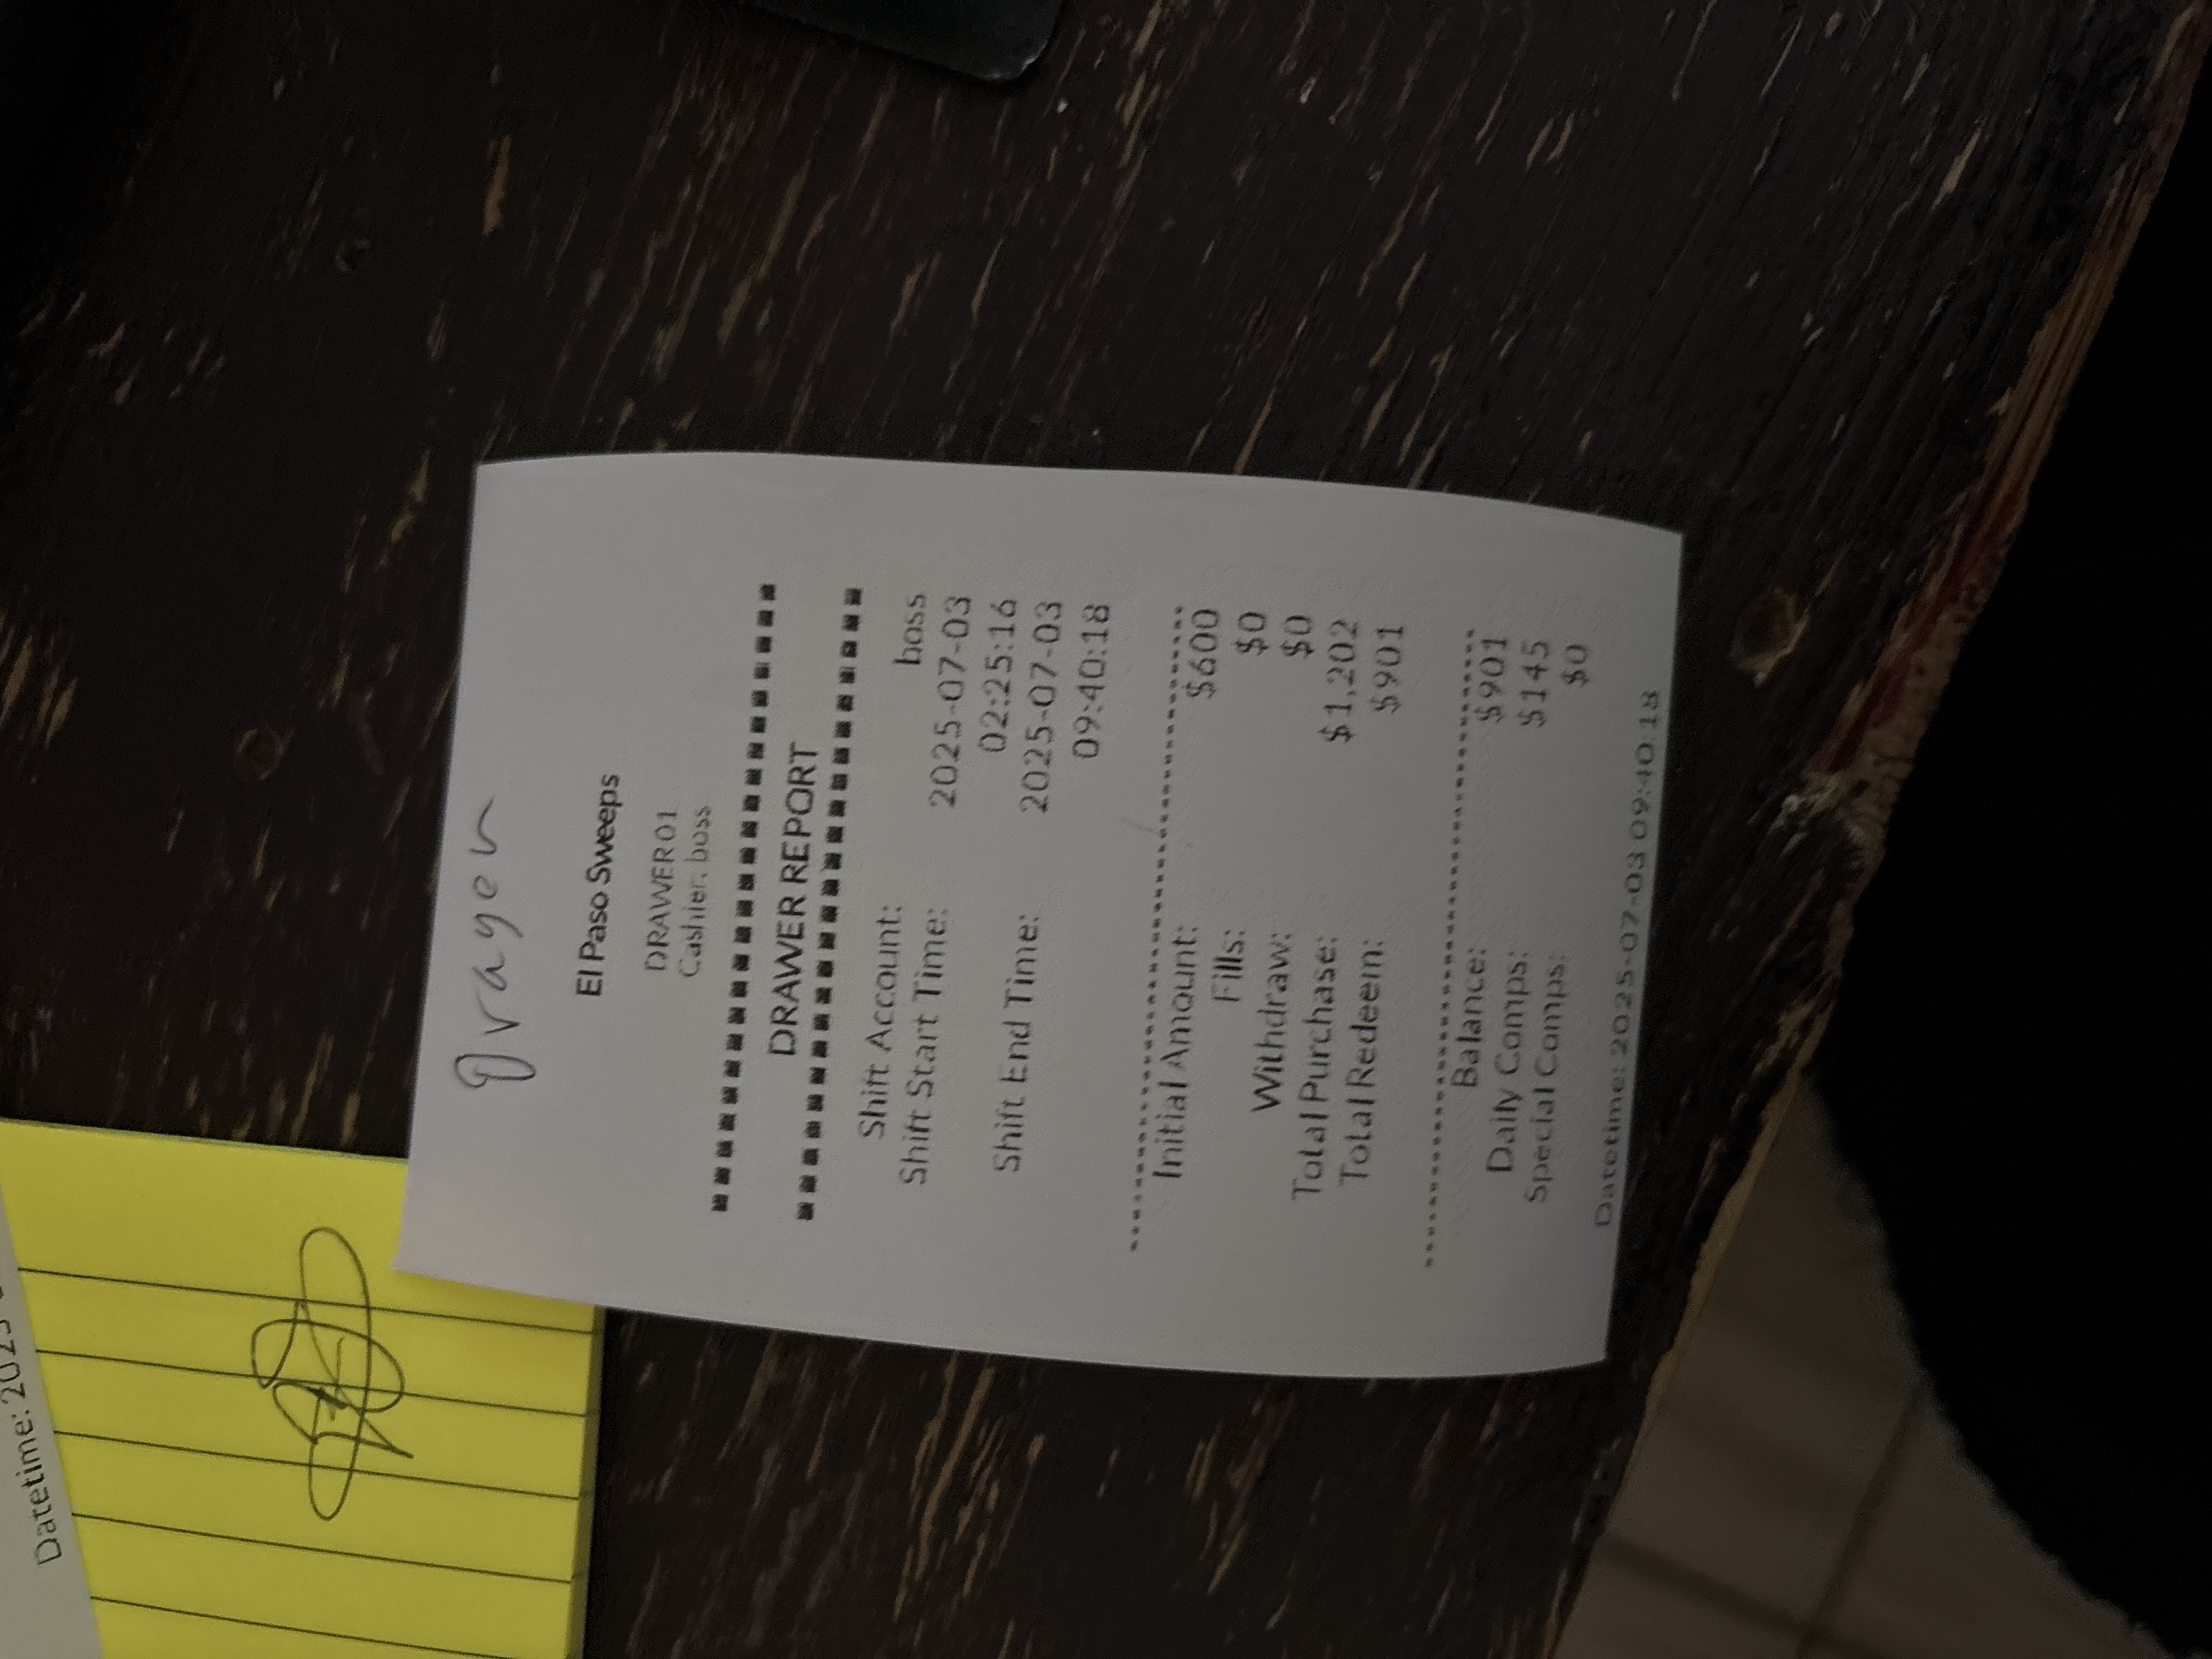 Dragon
El Paso Sweeps
DRAWER 01
Cashier: boss
DRAWER REPORT
Shift Account: boss
Shift Start Time: 2025-07-03
02:25:16
Shift End Time: 2025-07-03
09:40:18
Initial Amount: $600
Fills: $0
Withdraw: $0
Total Purchase: $1,202
Total Redeem: $901
Balance: $901
Daily Comps: $145
Special Comps: $0
Datetime: 2025-07-03 09:40:18
Datetime: 2025